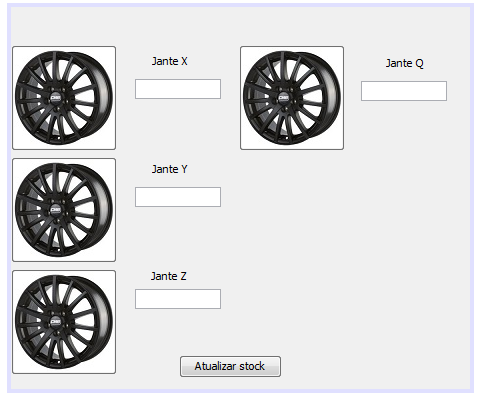 Jante X
Jante Q
Jante Y
Jante Z
Atualizar stock